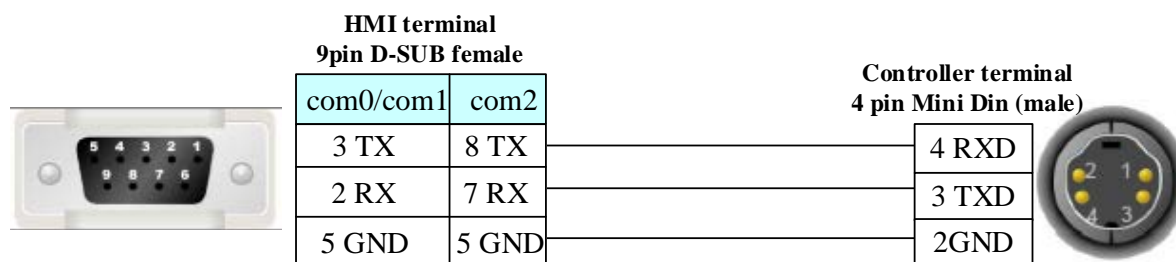 HMI terminal
9pin D-SUB female
com0/com1 com2
3 TX 8 TX
2 RX 7 RX
5 GND 5 GND
Controller terminal
4 pin Mini Din (male)
4 RXD
3 TXD
2GND
5 4 3 2 1
9 8 7 6
2 1
4 3